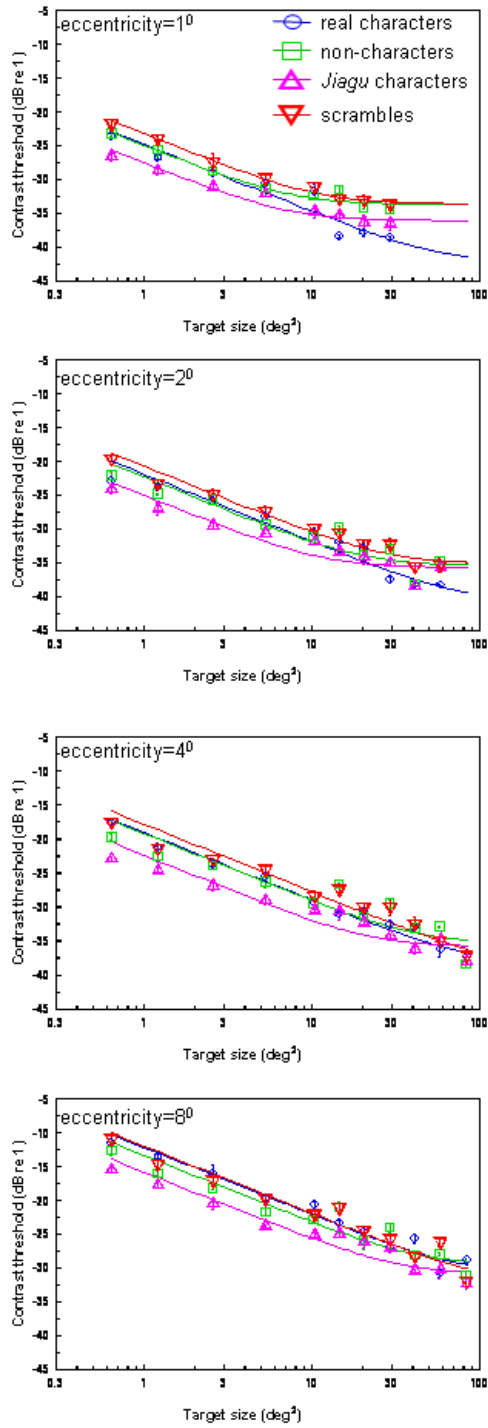 eccentricity=1⁰
real characters
non-characters
Jiagu characters
scrambles
Contrast threshold (dB re 1)
-5
-10
-15
-20
-25
-30
-35
-40
-45
0.3 1 3 10 30 100
Target size (deg²)
eccentricity=2⁰
Contrast threshold (dB re 1)
-5
-10
-15
-20
-25
-30
-35
-40
-45
0.3 1 3 10 30 100
Target size (deg²)
eccentricity=4⁰
Contrast threshold (dB re 1)
-5
-10
-15
-20
-25
-30
-35
-40
-45
0.3 1 3 10 30 100
Target size (deg²)
eccentricity=8⁰
Contrast threshold (dB re 1)
-5
-10
-15
-20
-25
-30
-35
-40
-45
0.3 1 3 10 30 100
Target size (deg²)